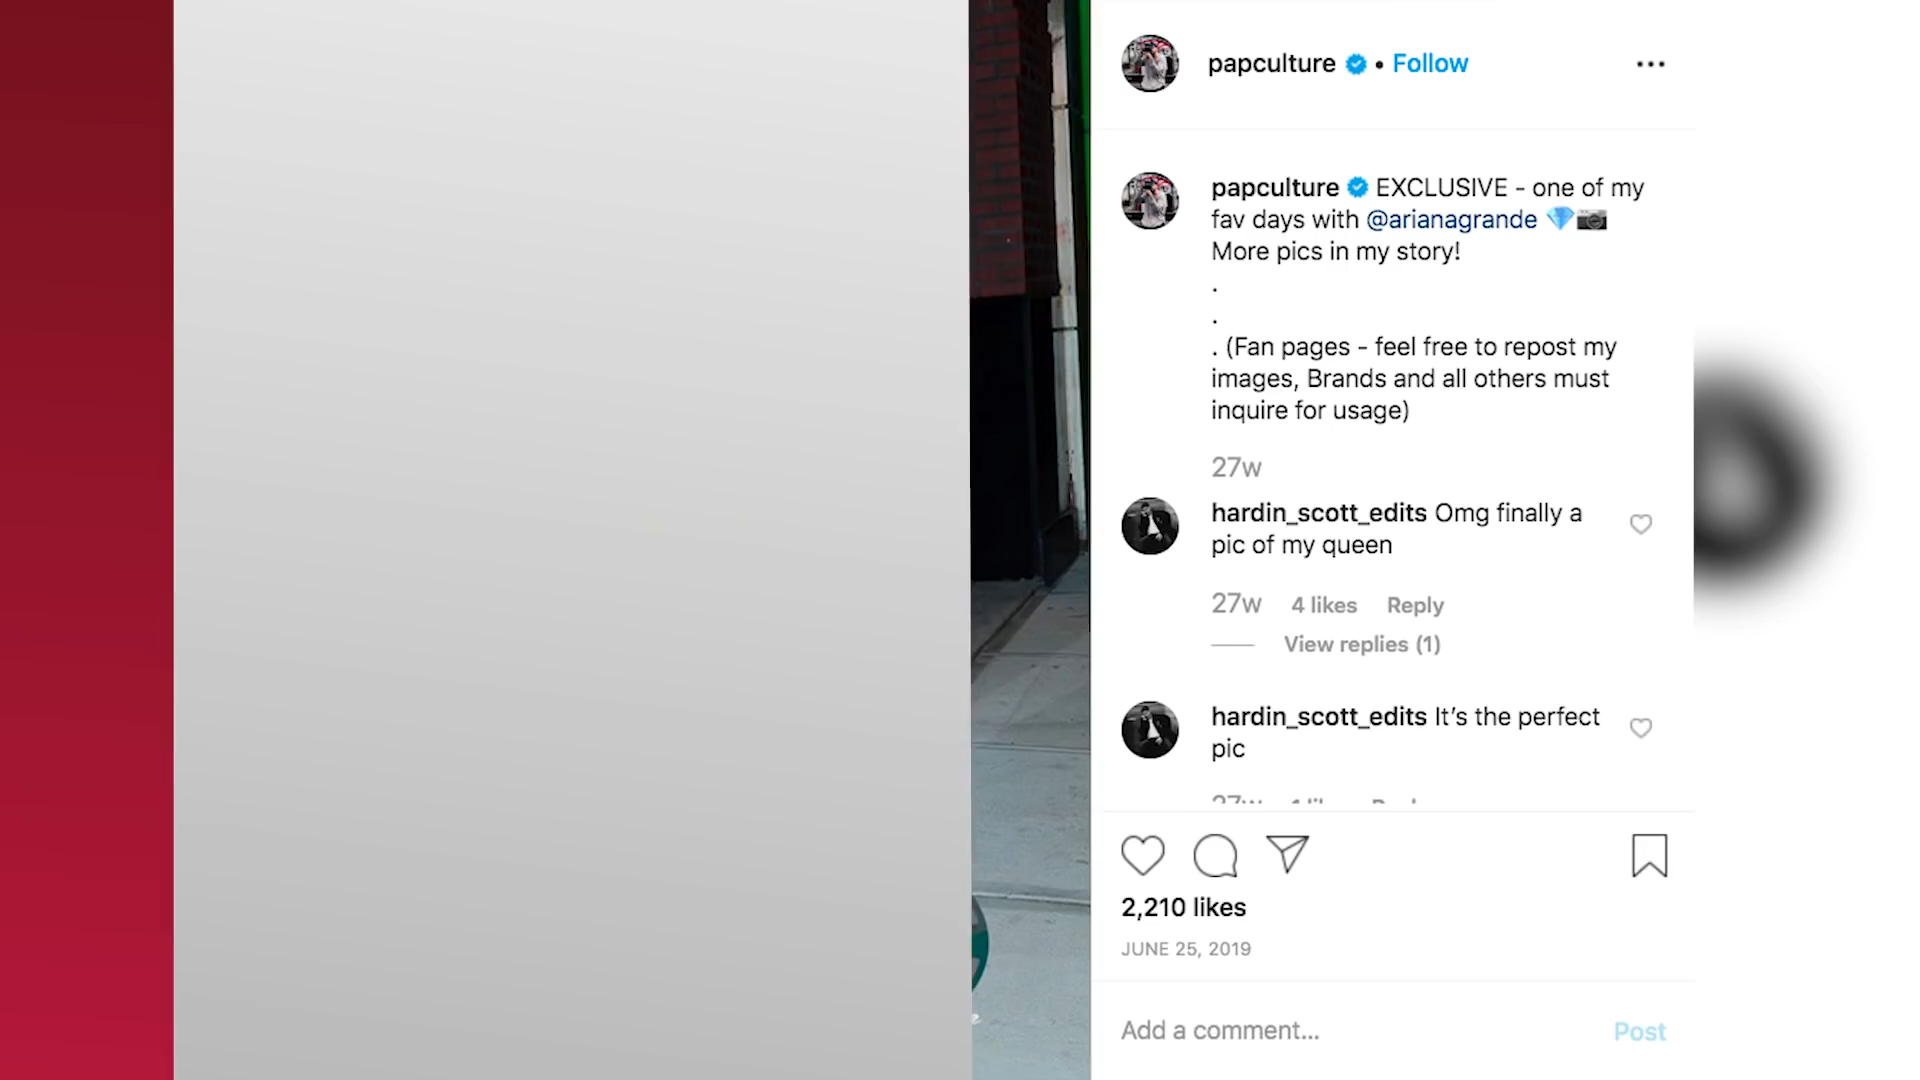 papculture • Follow
papculture EXCLUSIVE - one of my
fav days with @arianagrande 💎📷
More pics in my story!
.
.
. (Fan pages - feel free to repost my
images, Brands and all others must
inquire for usage)
27w
hardin_scott_edits Omg finally a
pic of my queen
27w 4 likes Reply
View replies (1)
hardin_scott_edits It's the perfect
pic
2,210 likes
JUNE 25, 2019
Add a comment... Post